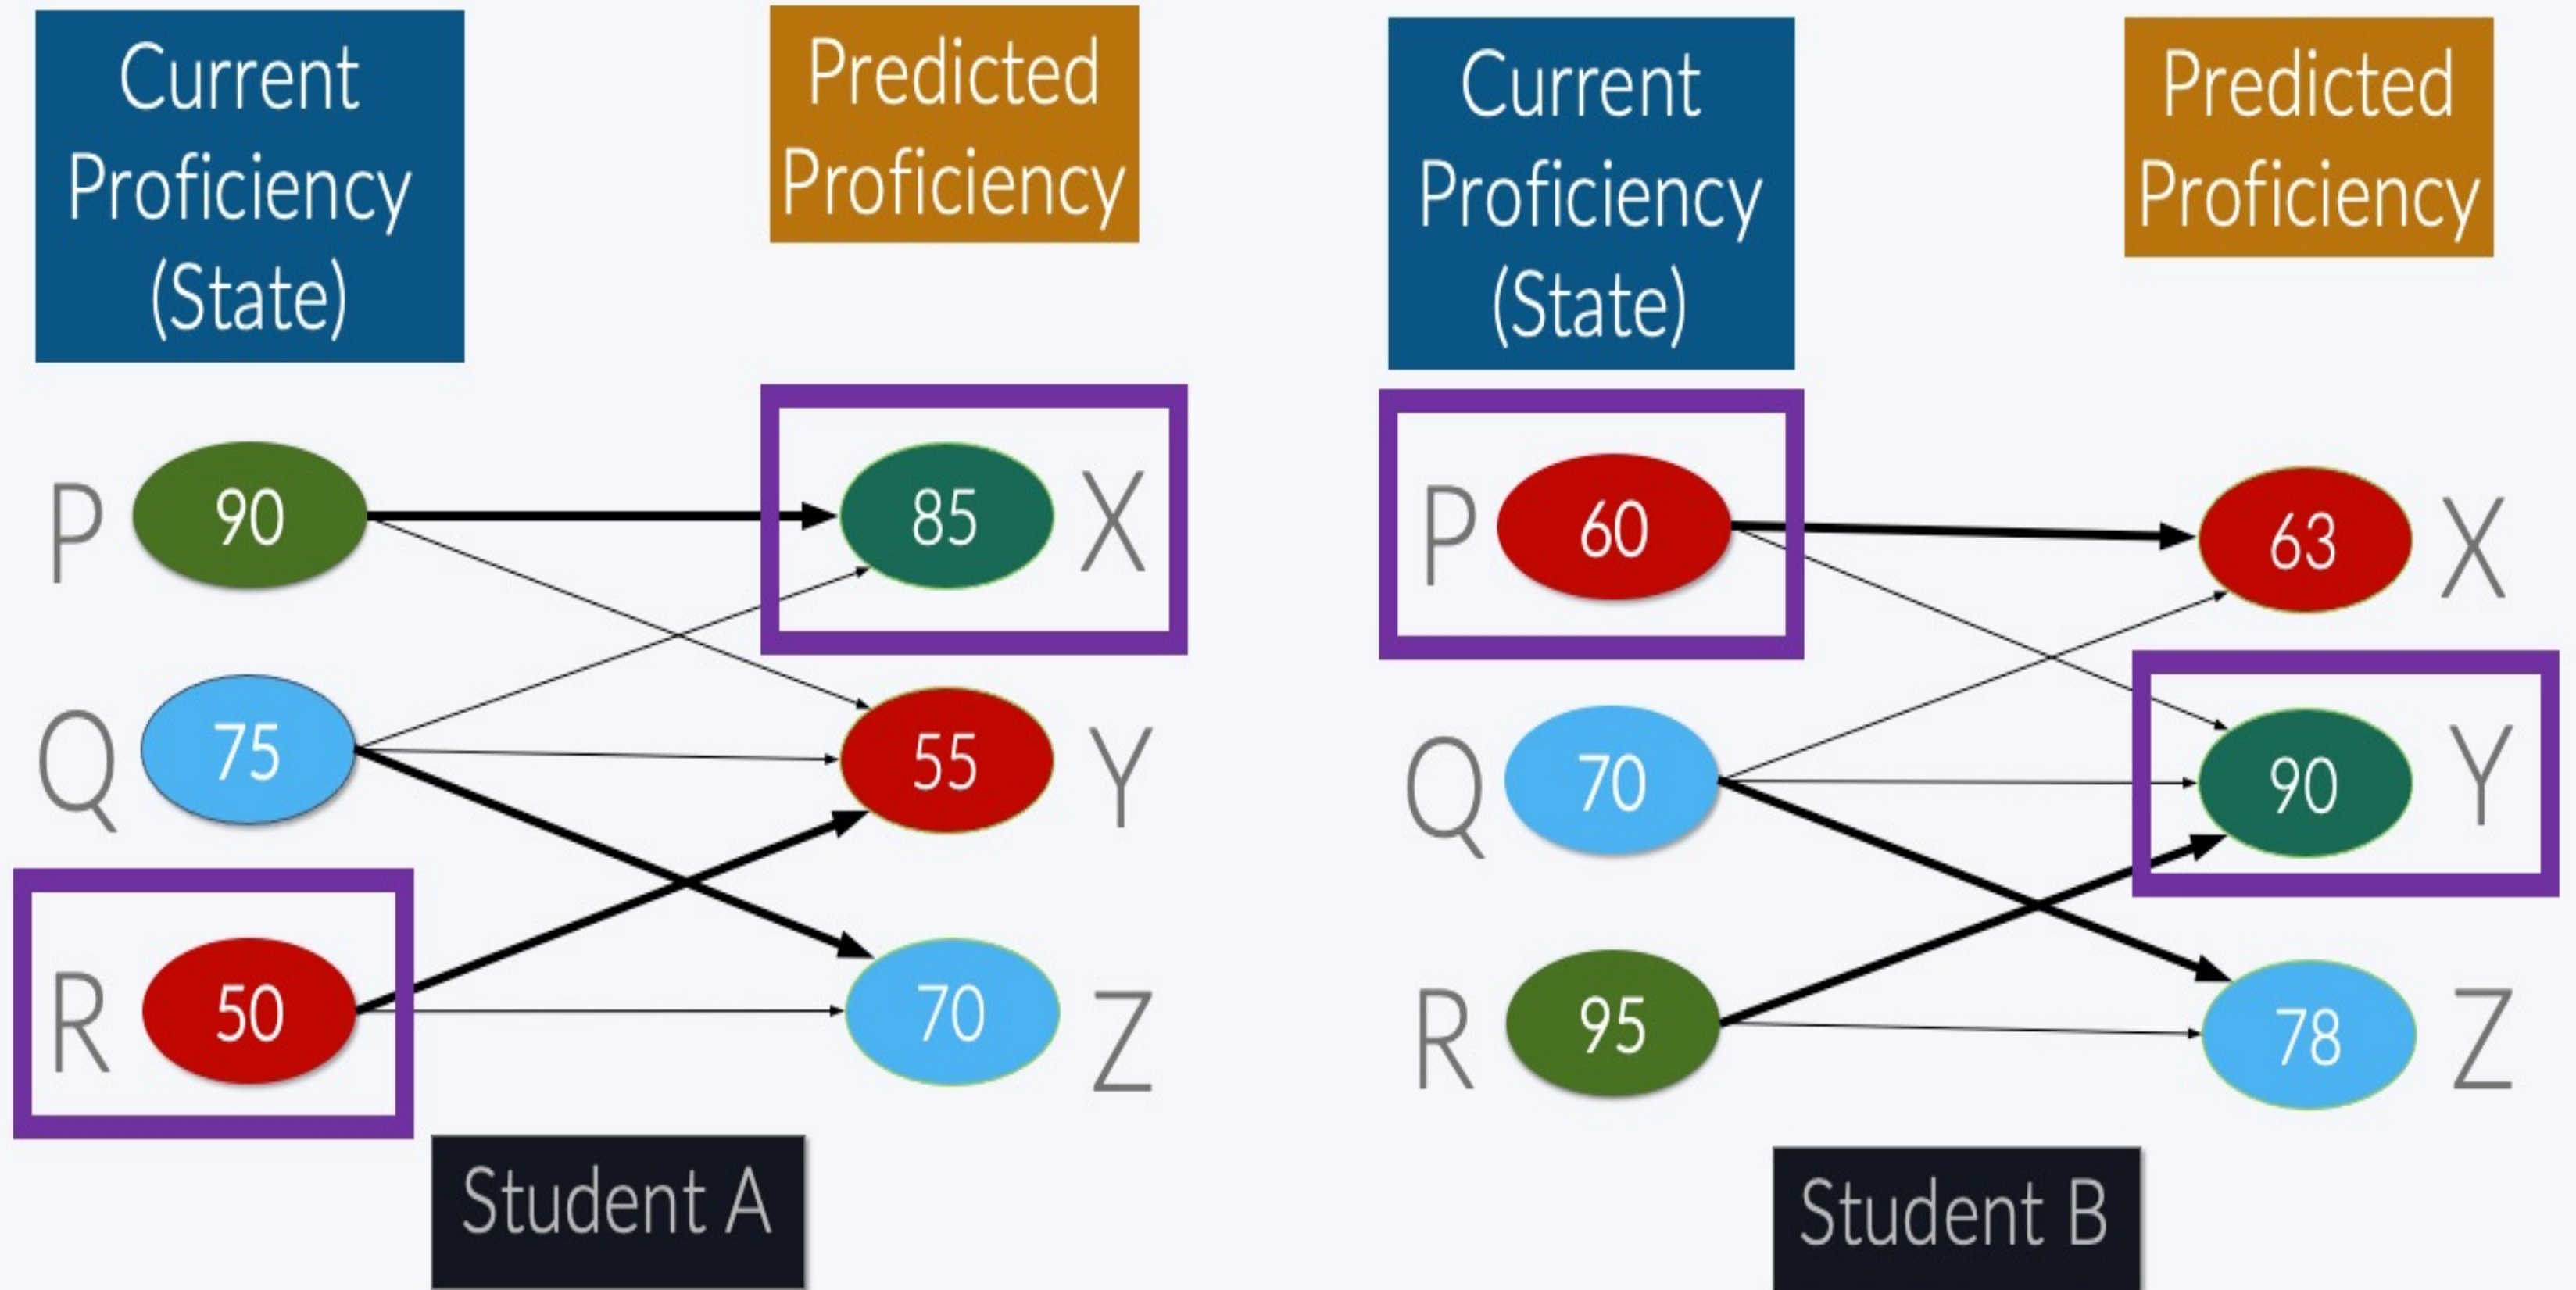 Current
Proficiency
(State)
Predicted
Proficiency
P
90
85
X
Q
75
55
Y
R
50
70
Z
Student A
Current
Proficiency
(State)
Predicted
Proficiency
P
60
63
X
Q
70
90
Y
R
95
78
Z
Student B